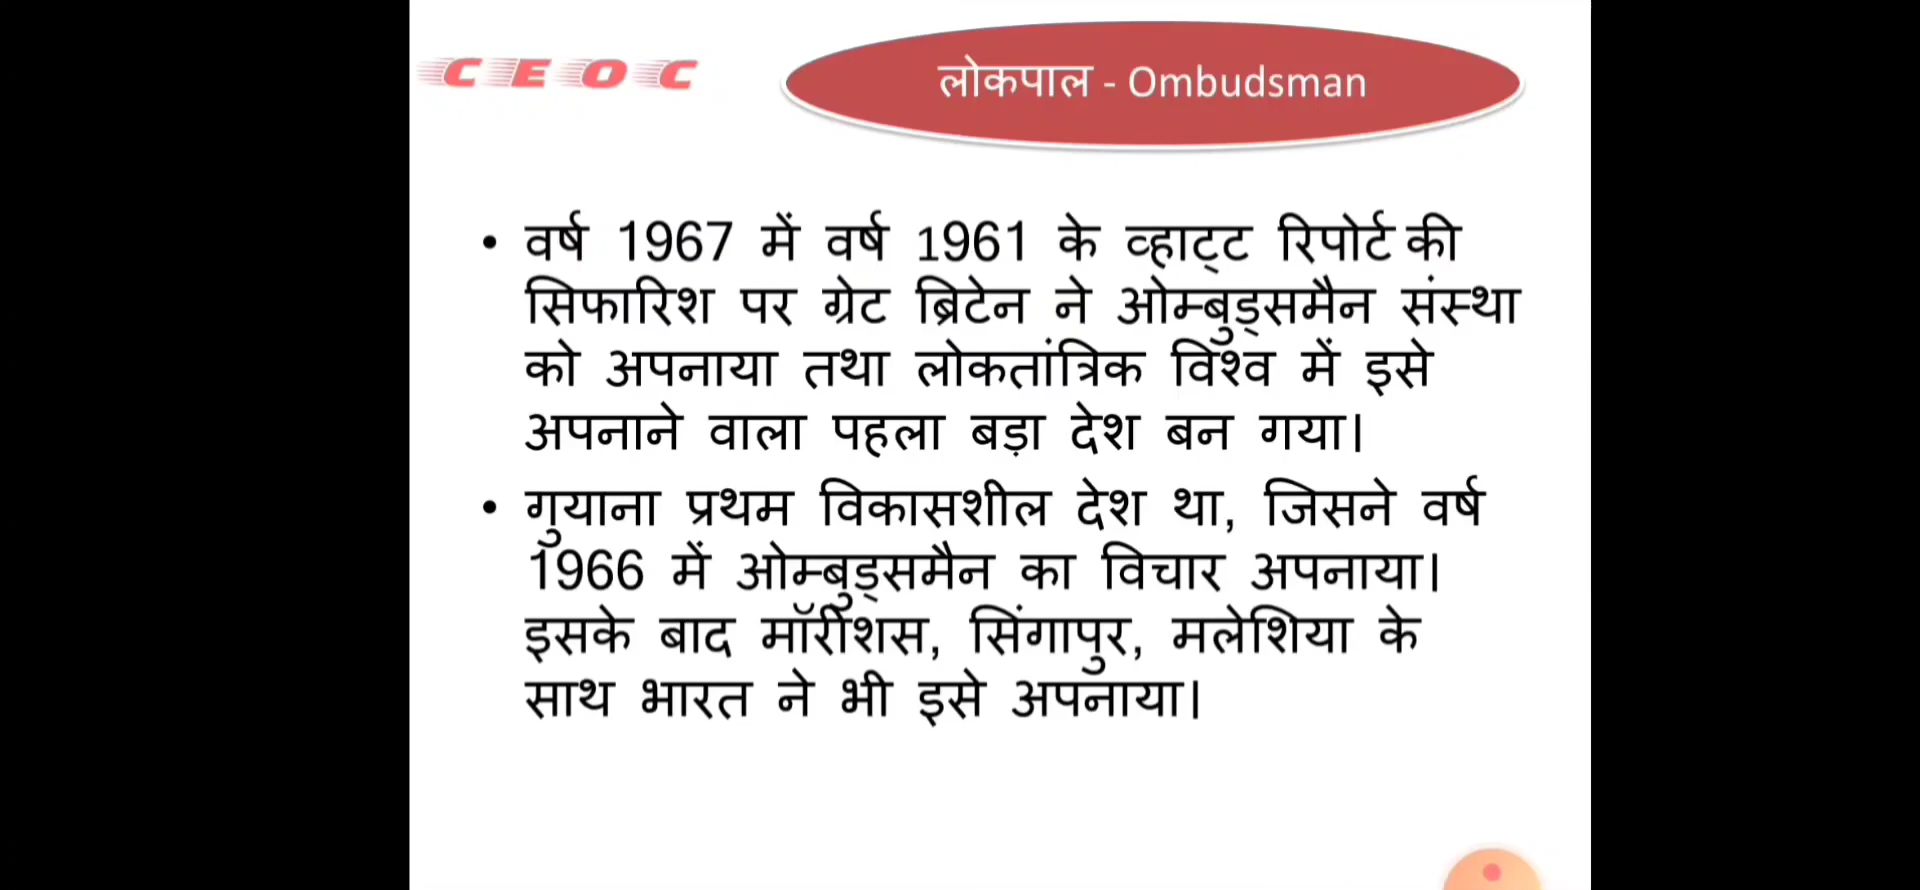 CEOC
लोकपाल - Ombudsman
• वर्ष 1967 में वर्ष 1961 के व्हाट्ट रिपोर्ट की
सिफारिश पर ग्रेट ब्रिटेन ने ओम्बुड्समैन संस्था
को अपनाया तथा लोकतांत्रिक विश्व में इसे
अपनाने वाला पहला बड़ा देश बन गया।
• गुयाना प्रथम विकासशील देश था, जिसने वर्ष
1966 में ओम्बुड्समैन का विचार अपनाया।
इसके बाद मॉरीशस, सिंगापुर, मलेशिया के
साथ भारत ने भी इसे अपनाया।